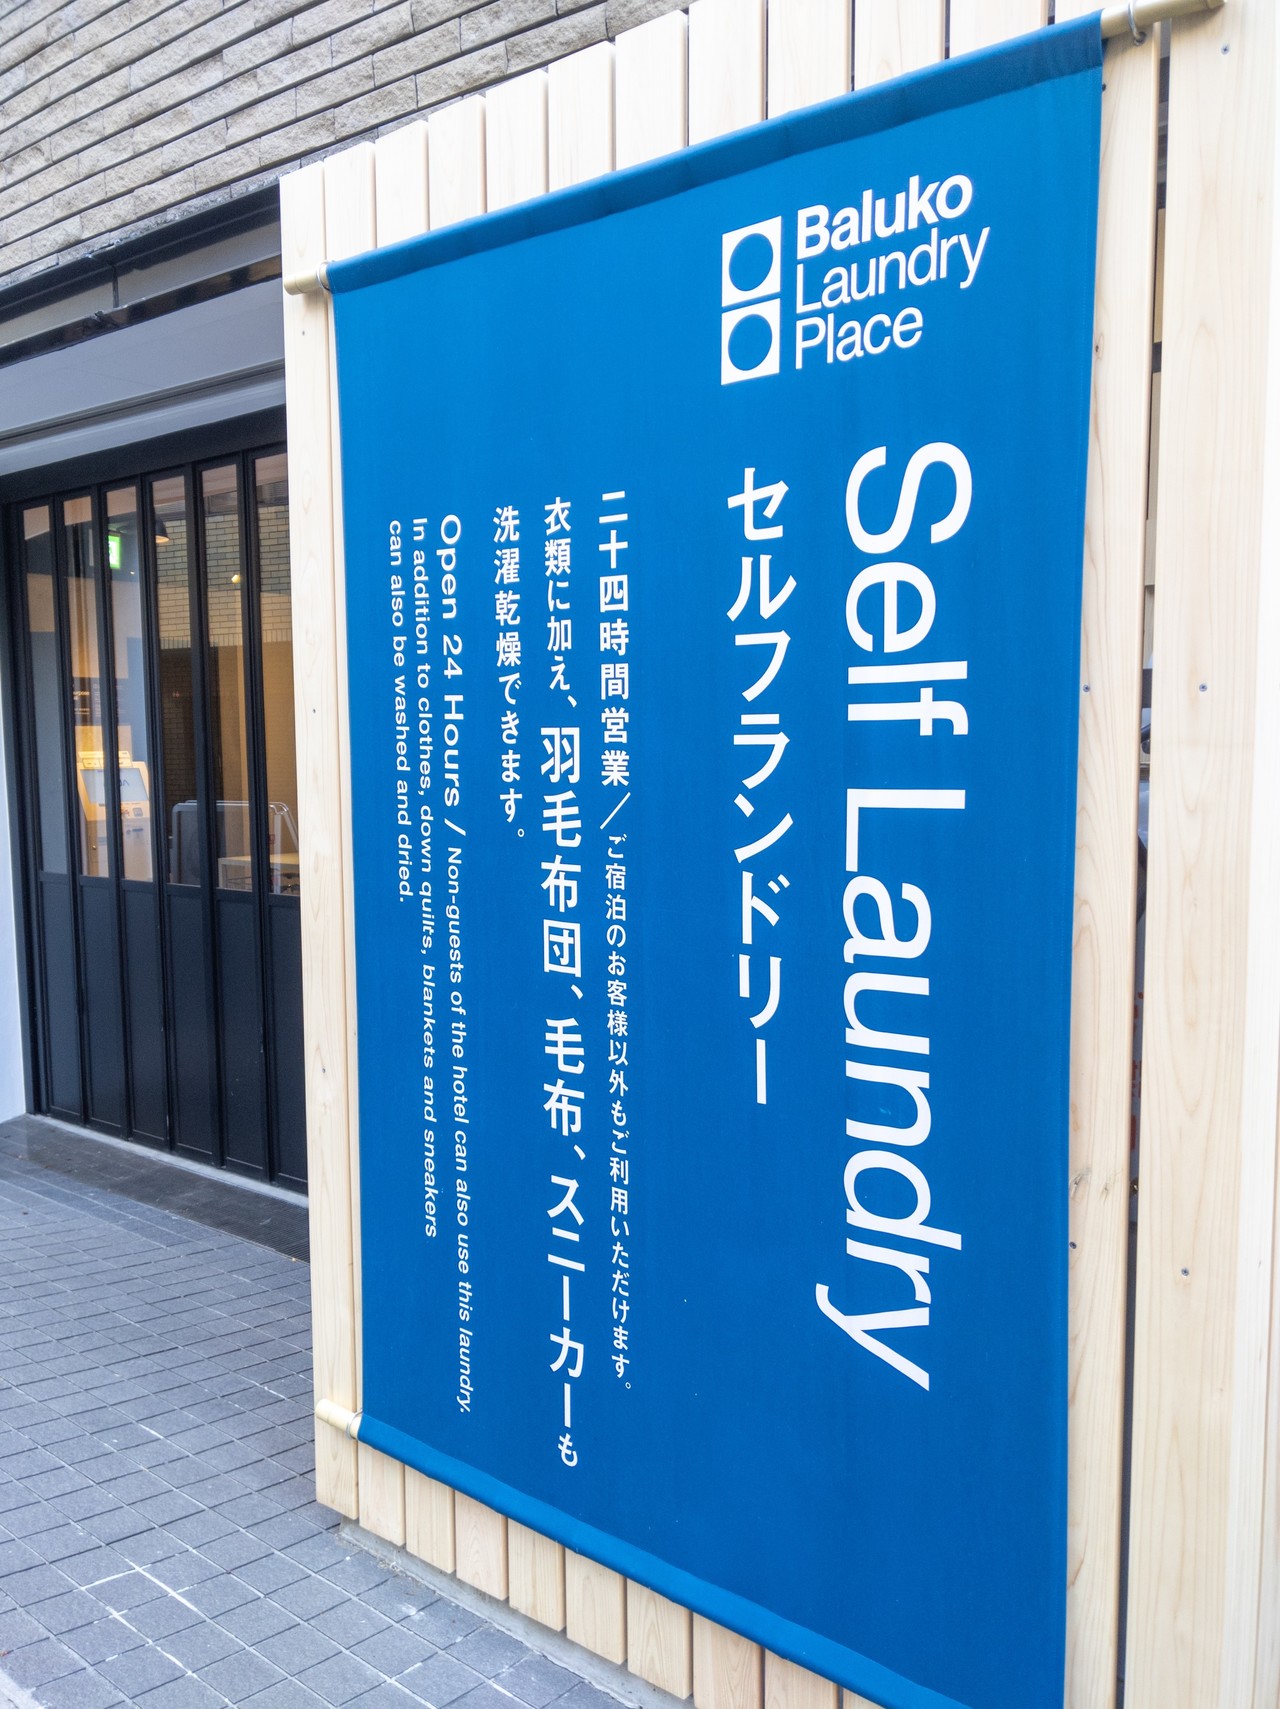 Baluko
Laundry
Place
Self Laundry
セルフランドリー
二十四時間営業／ご宿泊のお客様以外もご利用いただけます。
衣類に加え、羽毛布団、毛布、スニーカーも
洗濯乾燥できます。
Open 24 Hours / Non-guests of the hotel can also use this laundry.
In addition to clothes, down quilts, blankets and sneakers
can also be washed and dried.